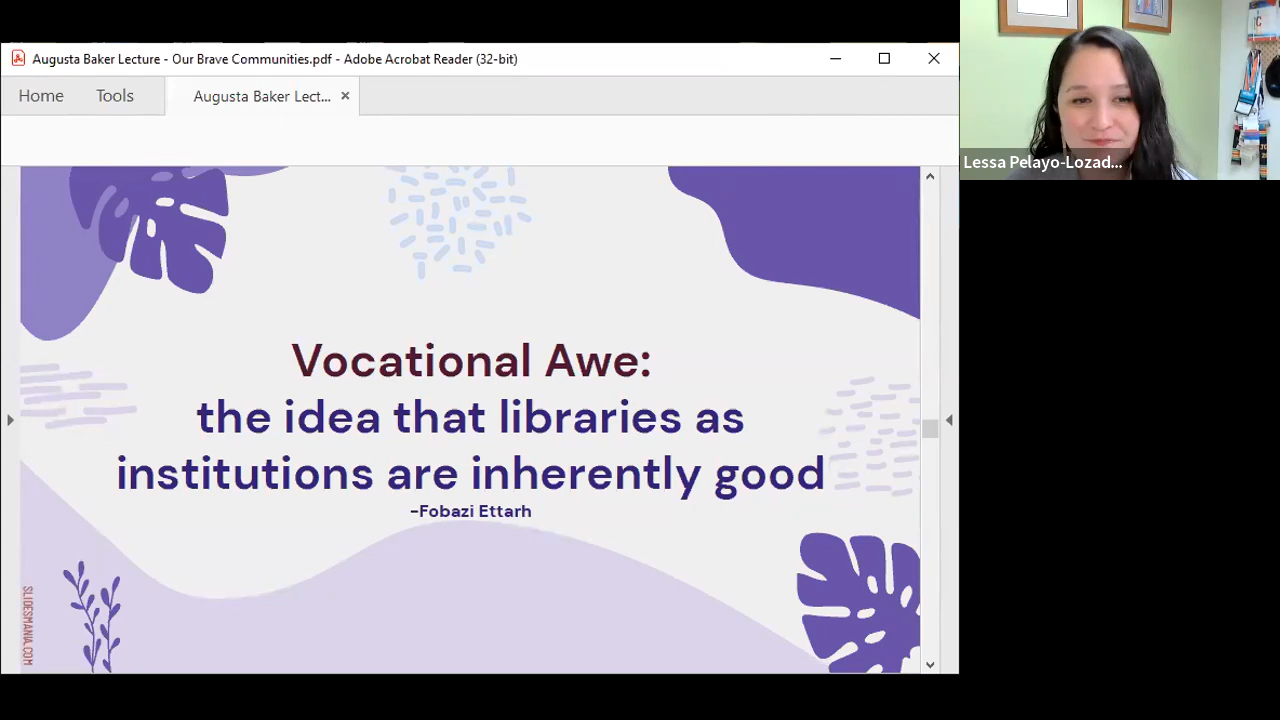 Augusta Baker Lecture - Our Brave Communities.pdf - Adobe Acrobat Reader (32-bit)
Home
Tools
Augusta Baker Lect...
Lessa Pelayo-Lozad...
Vocational Awe:
the idea that libraries as
institutions are inherently good
-Fobazi Ettarh
SLIDESMANIA.COM